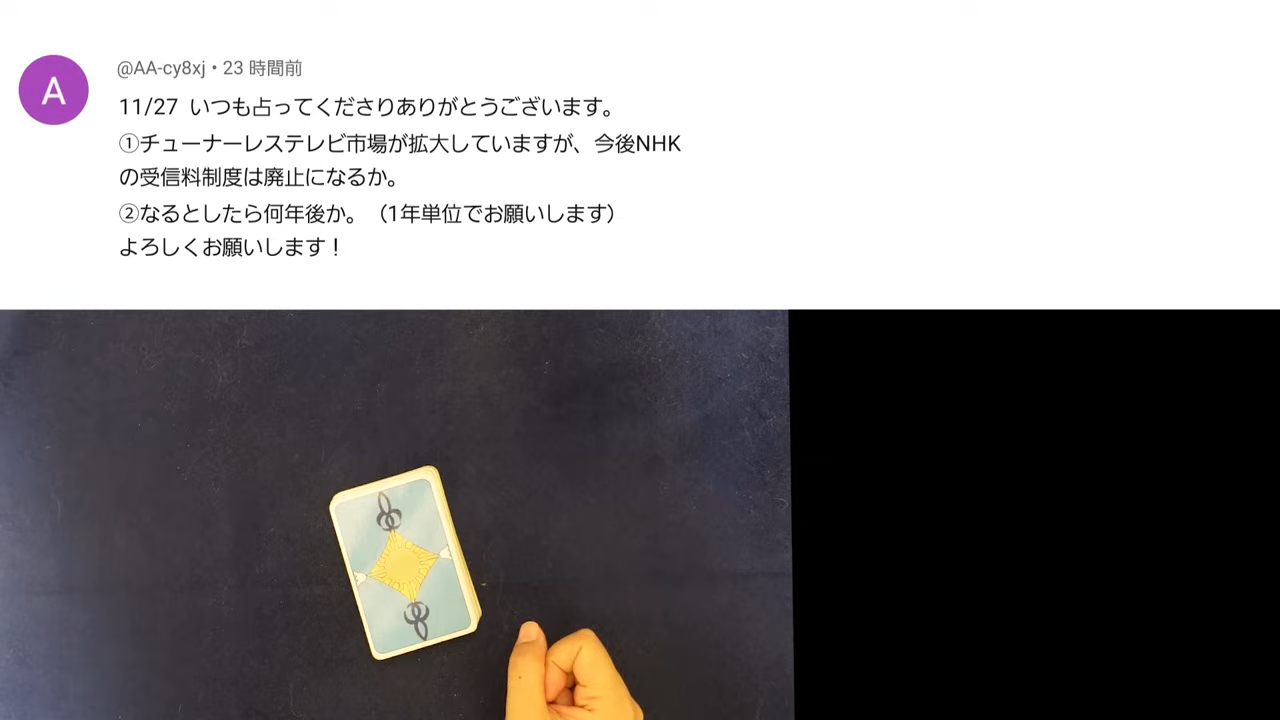 A
@AA-cy8xj • 23 時間前
11/27 いつも占ってくださりありがとうございます。
①チューナーレステレビ市場が拡大していますが、今後NHK
の受信料制度は廃止になるか。
②なるとしたら何年後か。（1年単位でお願いします）
よろしくお願いします！